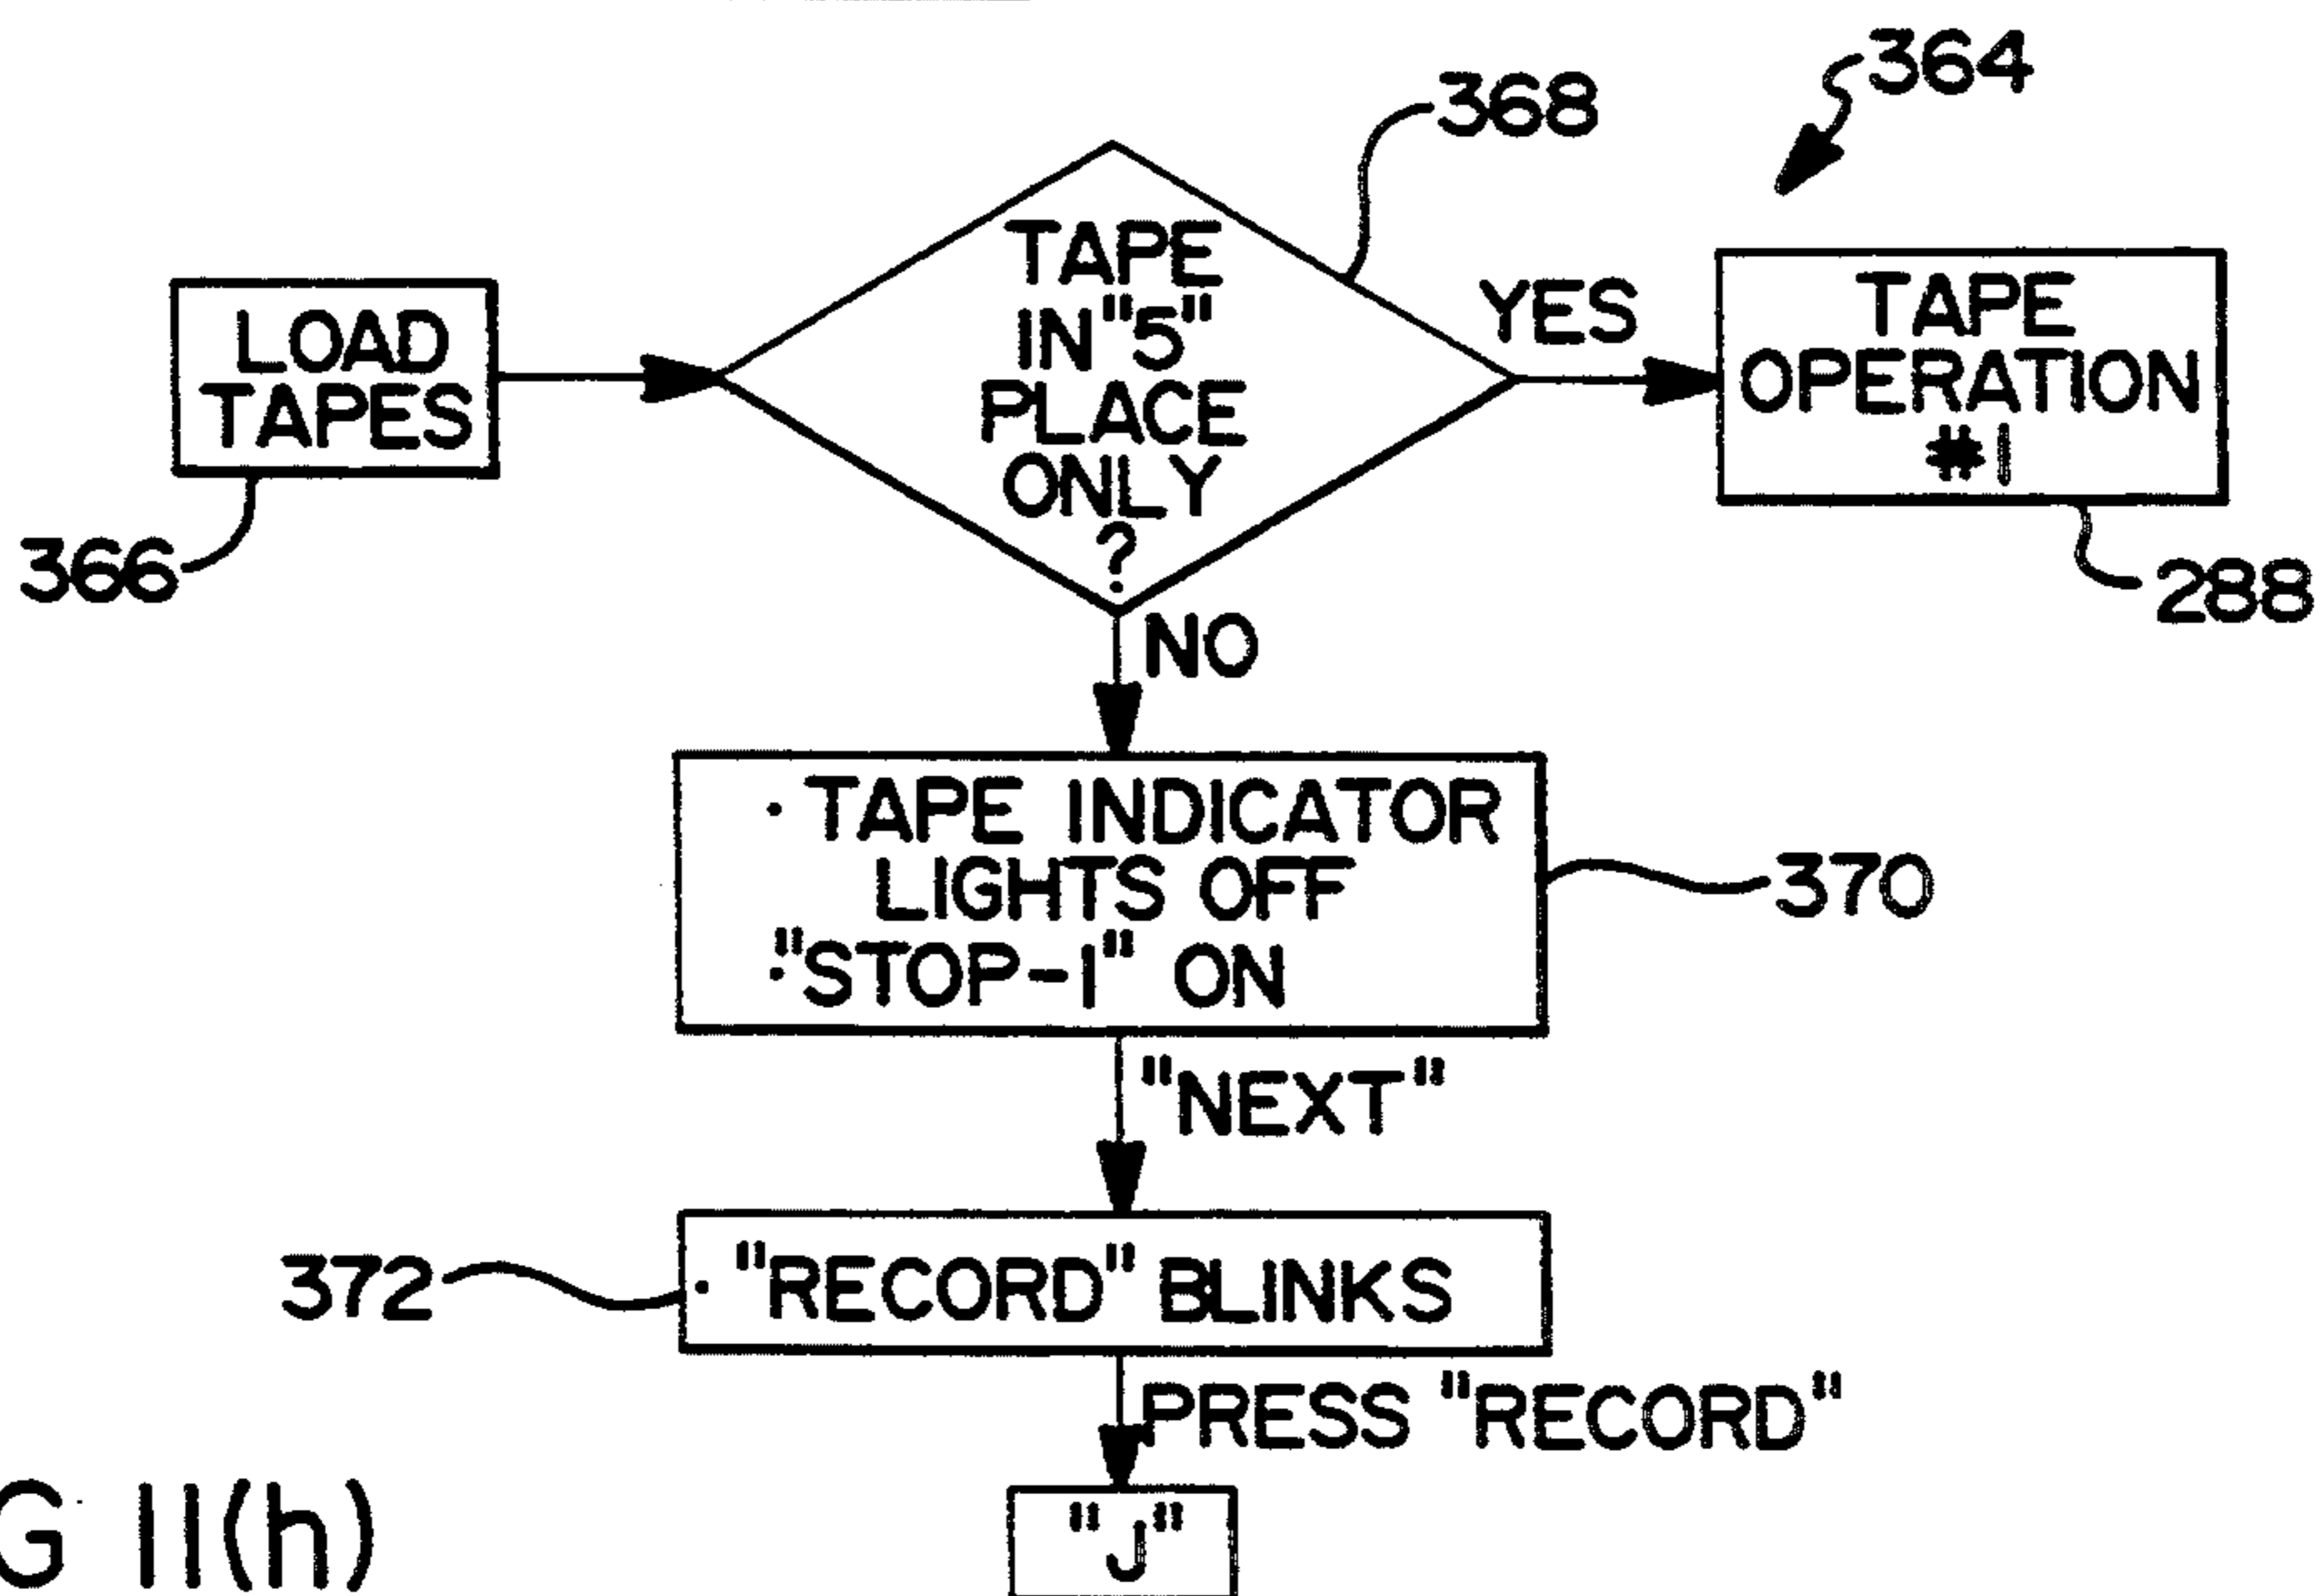 364
368
TAPE
IN "5"
PLACE
ONLY
?
YES
TAPE
OPERATION
#1
LOAD
TAPES
366
288
NO
· TAPE INDICATOR
LIGHTS OFF
· "STOP-1" ON
370
"NEXT"
372
· "RECORD" BLINKS
PRESS "RECORD"
"J"
G 11(h)